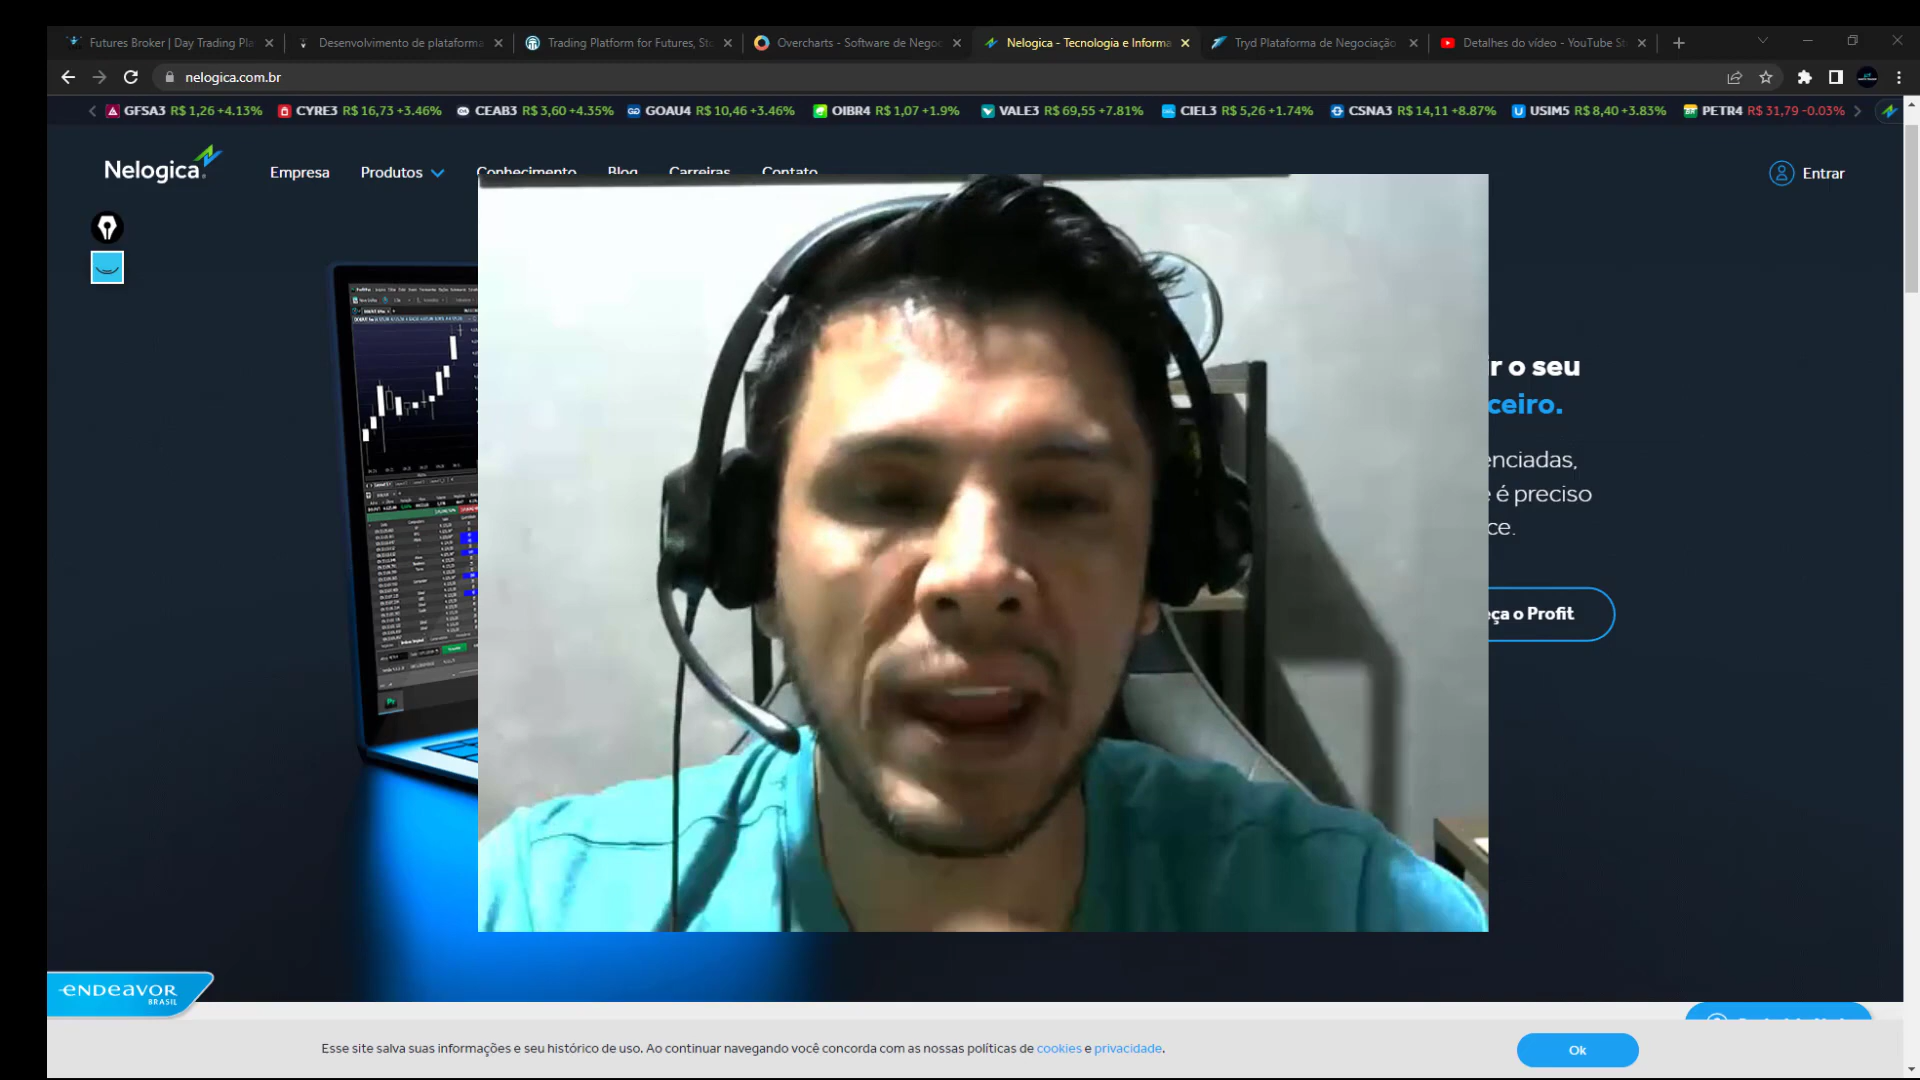 Futures Broker | Day Trading Pla
Desenvolvimento de plataforma
Trading Platform for Futures, Sto
Overcharts - Software de Negoc
Nelogica - Tecnologia e Informa
Tryd Plataforma de Negociação
Detalhes do vídeo - YouTube St
nelogica.com.br
GFSA3 R$ 1,26 +4.13% CYRE3 R$ 16,73 +3.46% CEAB3 R$ 3,60 +4.35% GOAU4 R$ 10,46 +3.46% OIBR4 R$ 1,07 +1.9% VALE3 R$ 69,55 +7.81% CIEL3 R$ 5,26 +1.74% CSNA3 R$ 14,11 +8.87% USIM5 R$ 8,40 +3.83% PETR4 R$ 31,79 -0.03%
Nelogica
Empresa Produtos Conhecimento Blog Carreiras Contato
Entrar
r o seu
ceiro.
enciadas,
e é preciso
ce.
ça o Profit
ENDEAVOR
BRASIL
Esse site salva suas informações e seu histórico de uso. Ao continuar navegando você concorda com as nossas políticas de cookies e privacidade.
Ok